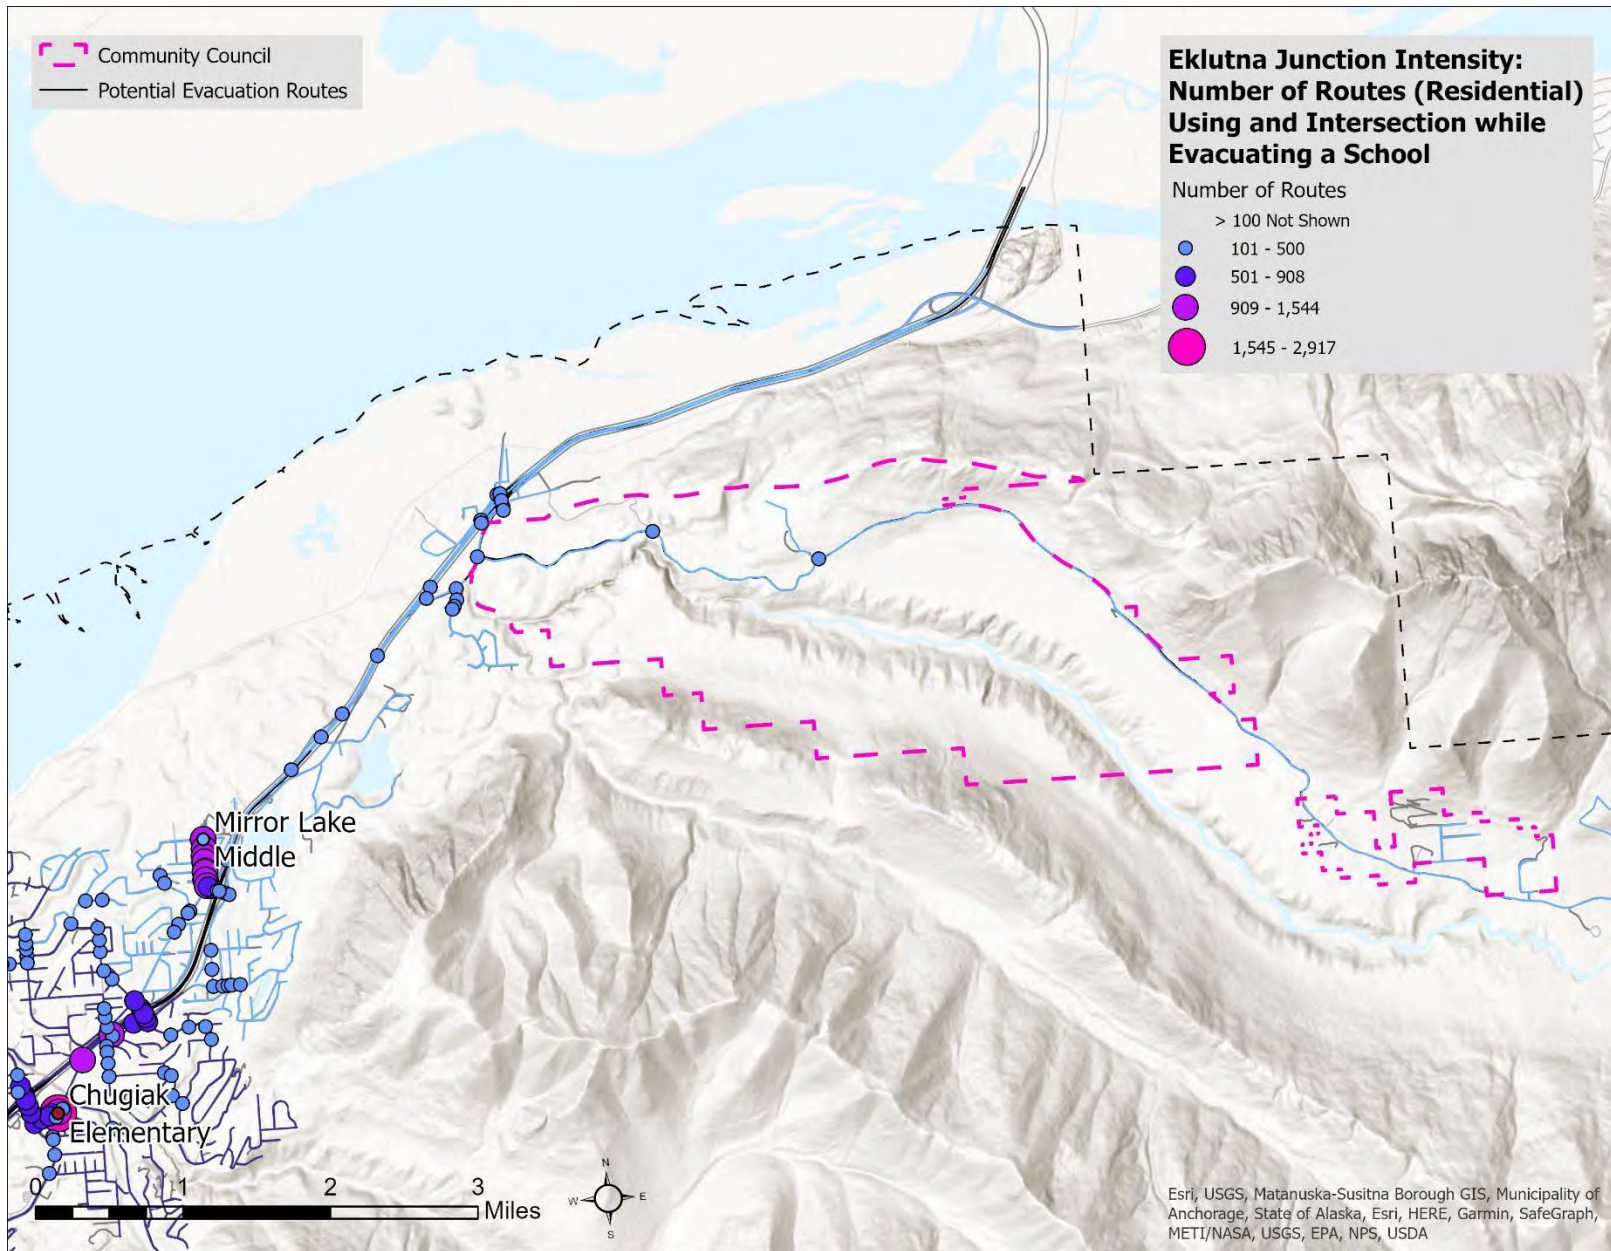 Community Council
Potential Evacuation Routes
Eklutna Junction Intensity:
Number of Routes (Residential)
Using and Intersection while
Evacuating a School
Number of Routes
> 100 Not Shown
101 - 500
501 - 908
909 - 1,544
1,545 - 2,917
Mirror Lake
Middle
Chugiak
Elementary
0 1 2 3
Miles
N
W E
S
Esri, USGS, Matanuska-Susitna Borough GIS, Municipality of
Anchorage, State of Alaska, Esri, HERE, Garmin, SafeGraph,
METI/NASA, USGS, EPA, NPS, USDA